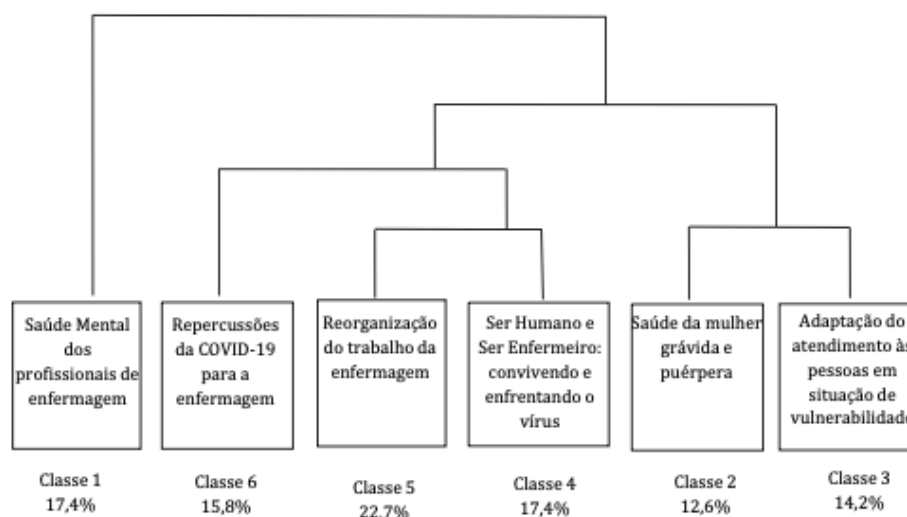 Saúde Mental
dos
profissionais de
enfermagem
Repercussões
da COVID-19
para a
enfermagem
Reorganização
do trabalho da
enfermagem
Ser Humano e
Ser Enfermeiro:
convivendo e
enfrentando o
vírus
Saúde da mulher
grávida e
puérpera
Adaptação do
atendimento às
pessoas em
situação de
vulnerabilidade
Classe 1
17,4%
Classe 6
15,8%
Classe 5
22,7%
Classe 4
17,4%
Classe 2
12,6%
Classe 3
14,2%